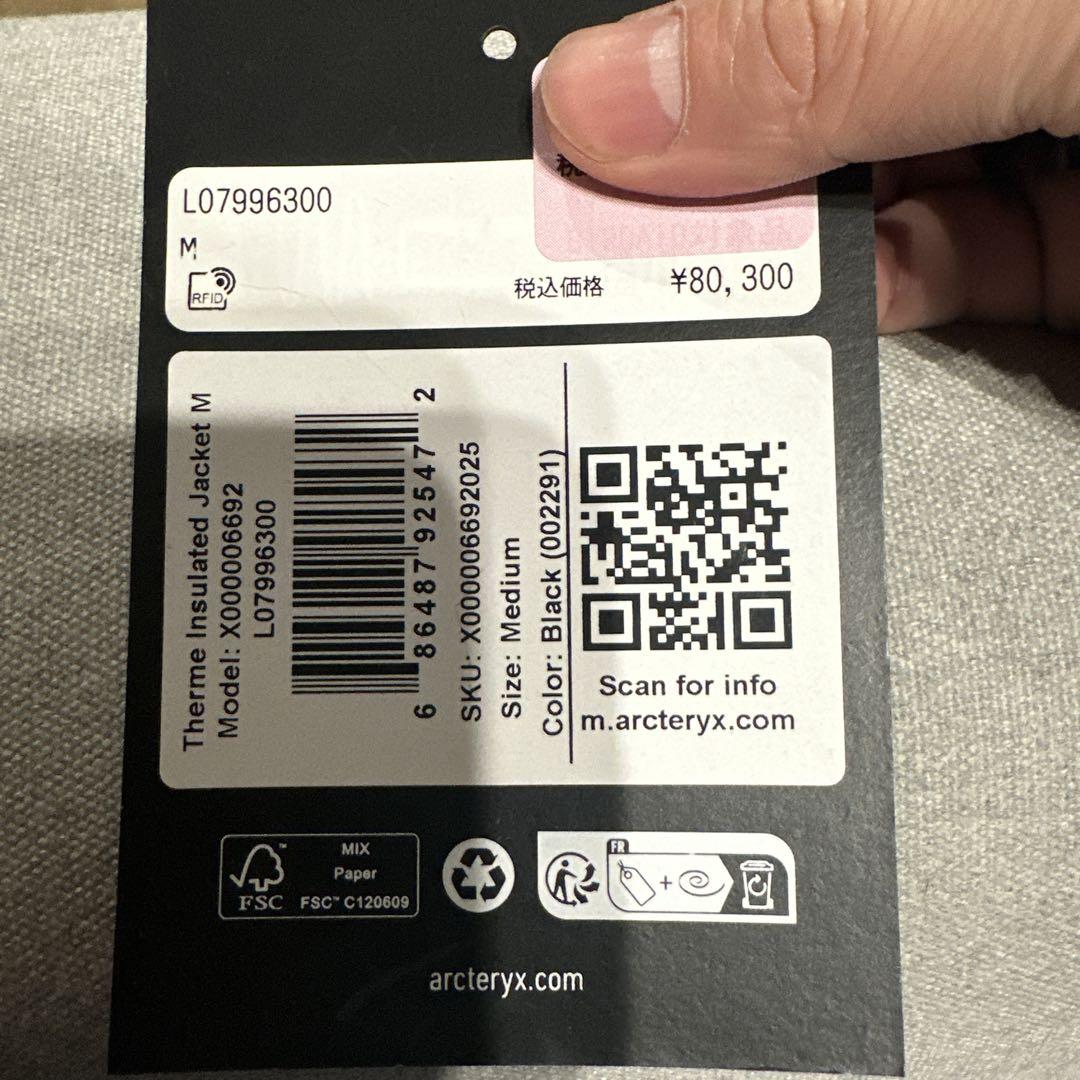 L07996300
M
RFID
税込価格 ¥80,300
Therme Insulated Jacket M
Model: X000006692
L07996300
6 86487 92547 2
SKU: X000006692025
Size: Medium
Color: Black (002291)
Scan for info
m.arcteryx.com
FSC™
MIX
Paper
FSC™ C120609
FR
arcteryx.com